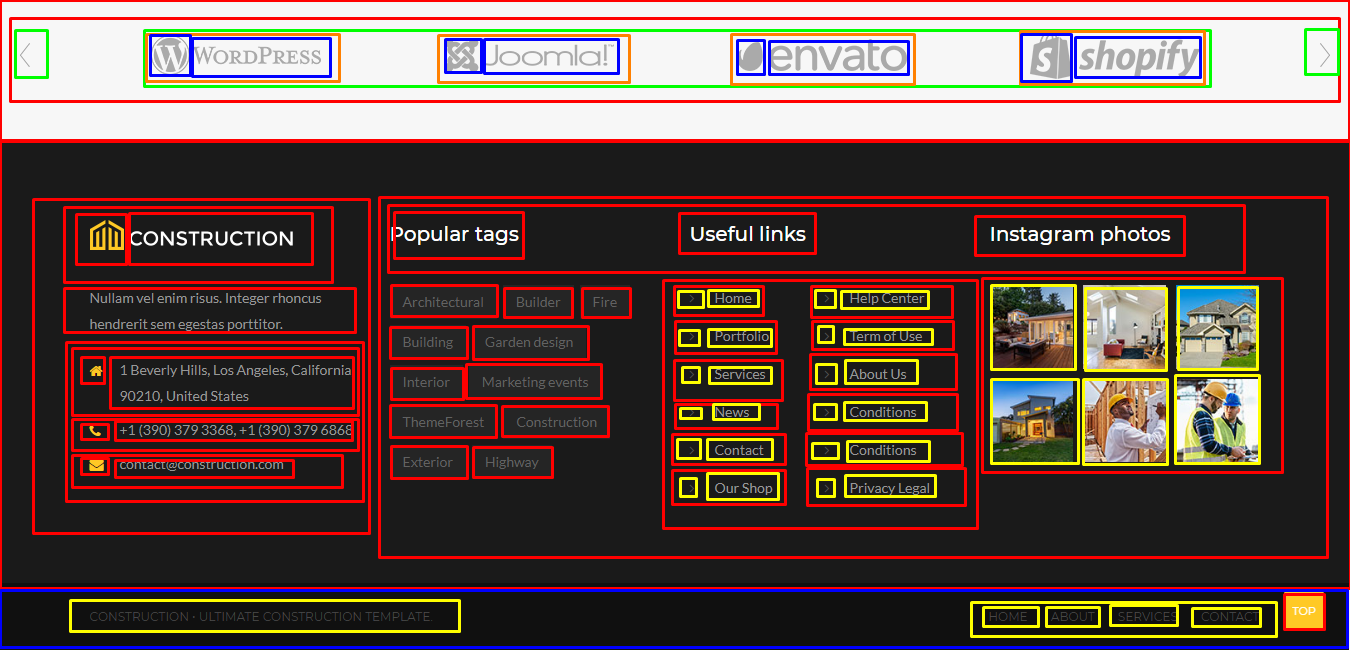 WORDPRESS
Joomla!™
envato
shopify
CONSTRUCTION
Nullam vel enim risus. Integer rhoncus
hendrerit sem egestas porttitor.
1 Beverly Hills, Los Angeles, California
90210, United States
+1 (390) 379 3368, +1 (390) 379 6868
contact@construction.com
Popular tags
Architectural Builder Fire
Building Garden design
Interior Marketing events
ThemeForest Construction
Exterior Highway
Useful links
Home Help Center
Portfolio Term of Use
Services About Us
News Conditions
Contact Conditions
Our Shop Privacy Legal
Instagram photos
CONSTRUCTION · ULTIMATE CONSTRUCTION TEMPLATE
HOME ABOUT SERVICES CONTACT
TOP